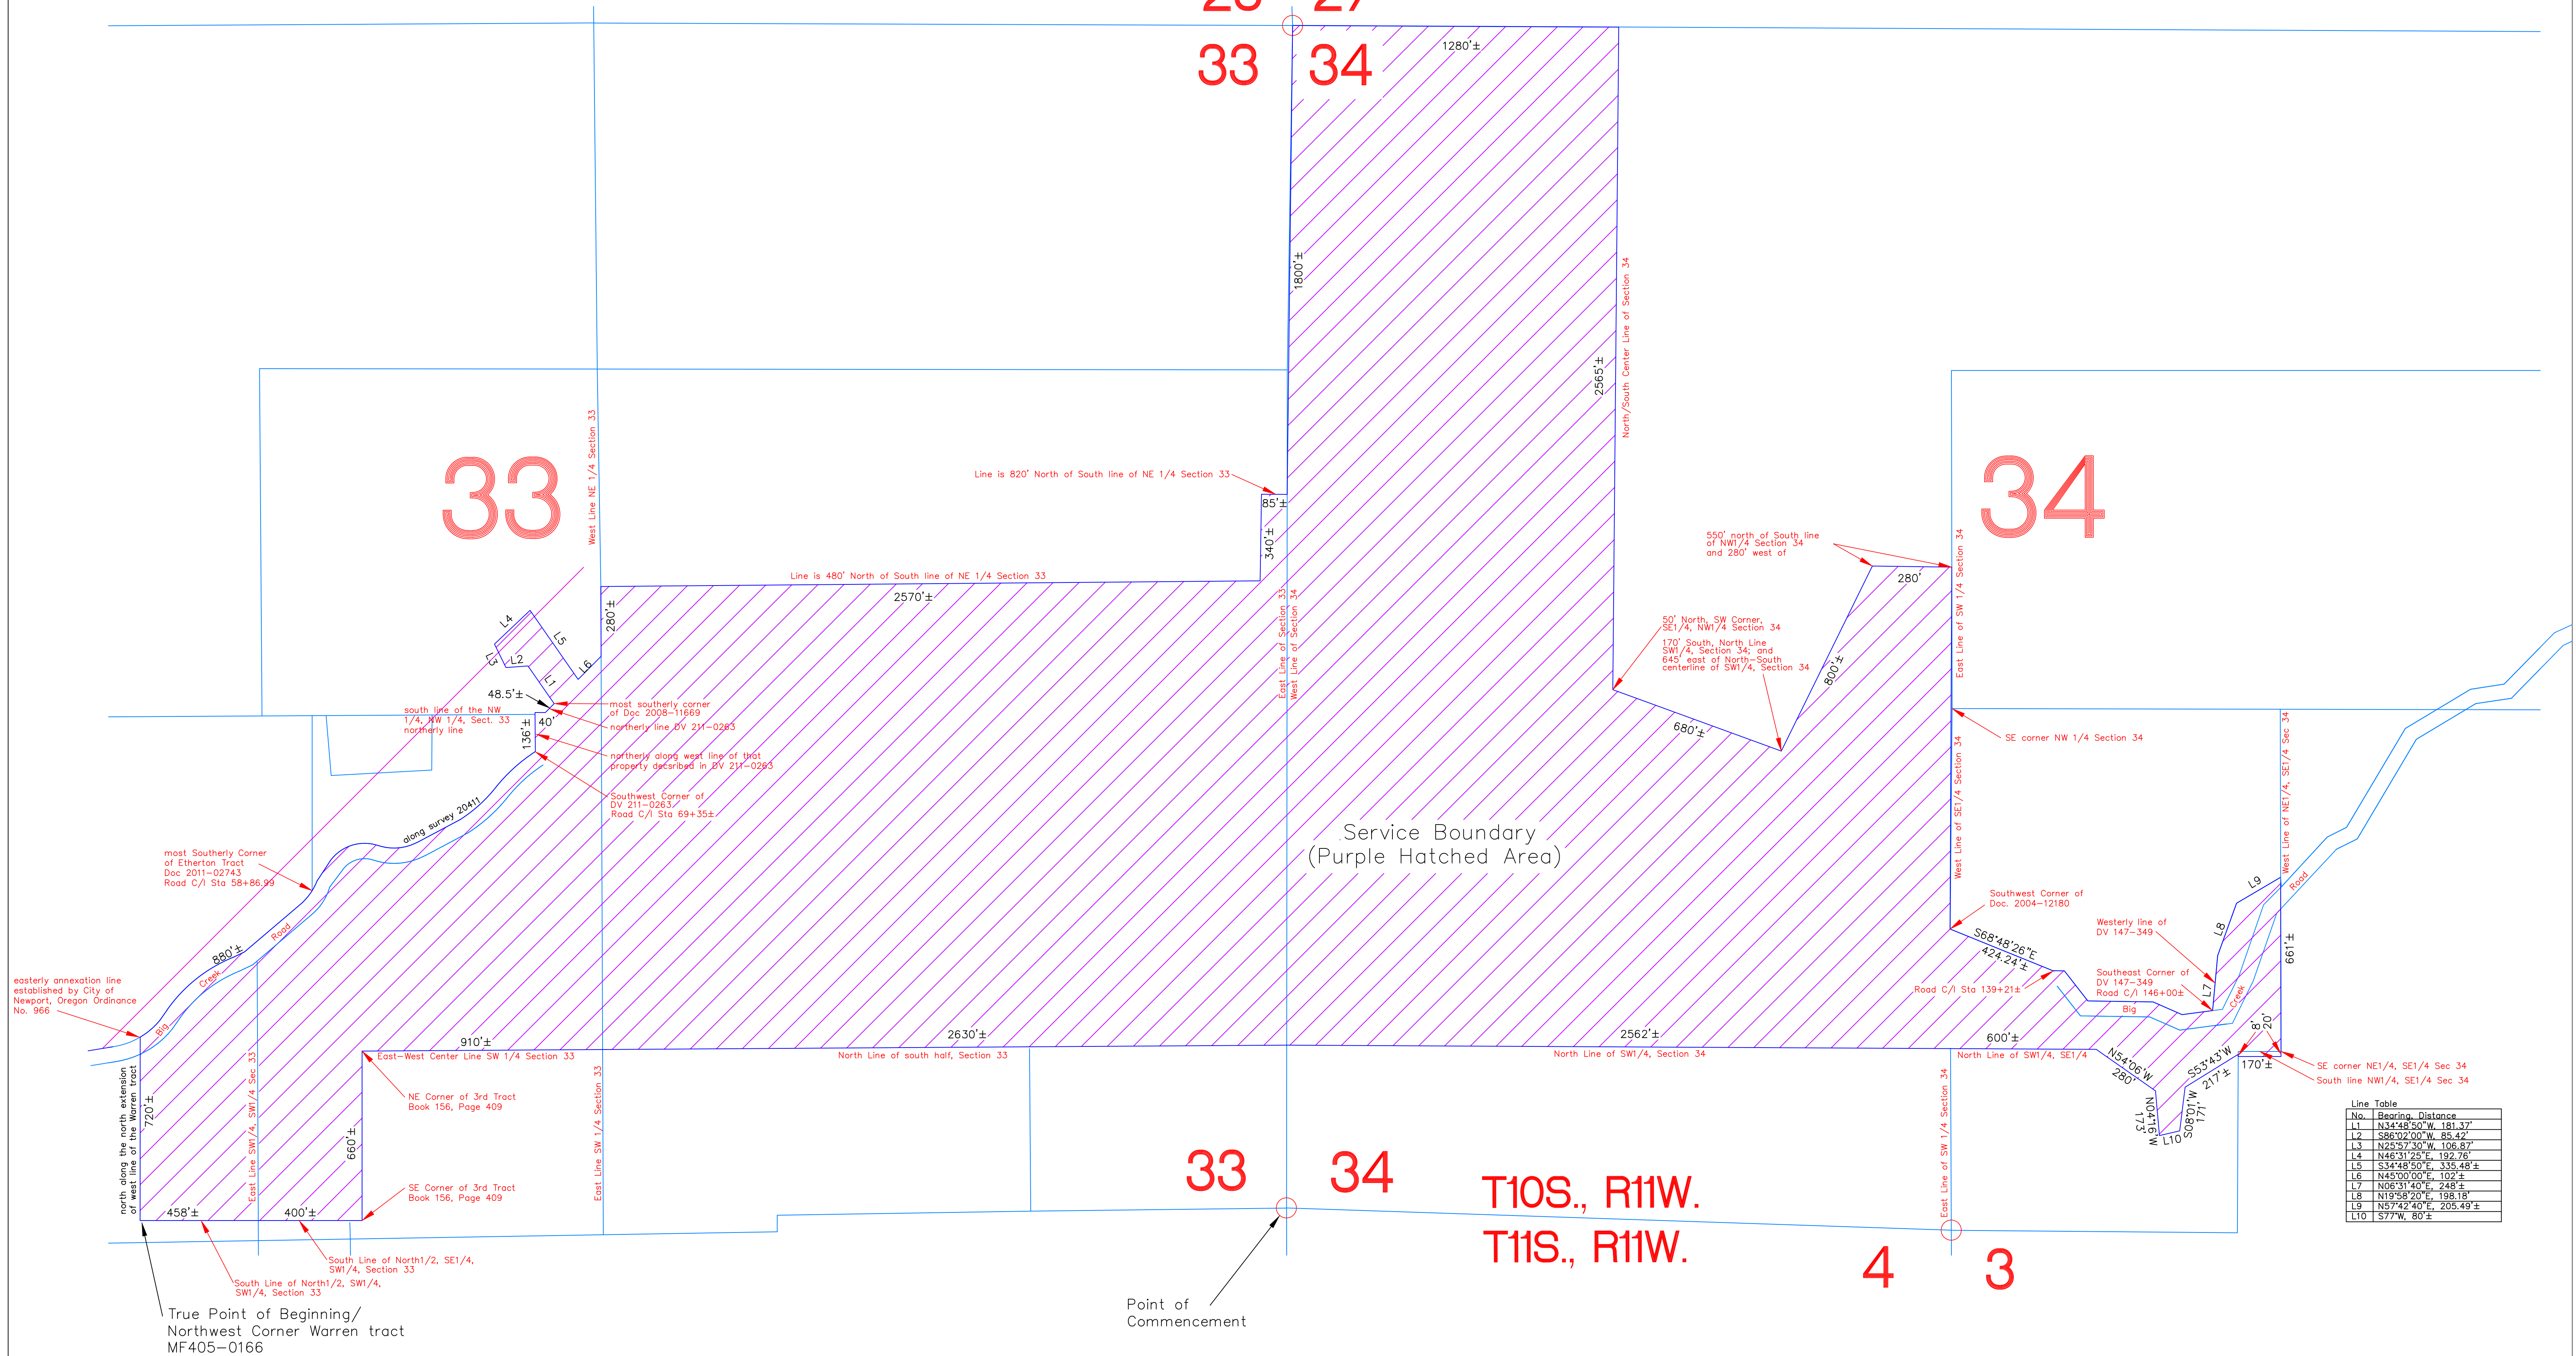 28 27
33 34
1280'±
1800'±
2565'±
North/South Center Line of Section 34
West Line NE 1/4 Section 33
33
34
Line is 820' North of South line of NE 1/4 Section 33
85'±
340'±
Line is 480' North of South line of NE 1/4 Section 33
2570'±
280'±
East Line of Section 33
West Line of Section 34
550' north of South line
of NW1/4 Section 34
and 280' west of
280'
East Line of SW 1/4 Section 34
50' North, SW Corner,
SE1/4, NW1/4 Section 34
170' South, North Line
SW1/4, Section 34; and
645' east of North-South
centerline of SW1/4, Section 34
800'±
680'±
L4
L5
L3
L2
L6
L1
48.5'±
40'
136'±
south line of the NW
1/4, NW 1/4, Sect. 33
northerly line
most southerly corner
of Doc 2008-11669
northerly line DV 211-0263
northerly along west line of that
property decsribed in DV 211-0263
Southwest Corner of
DV 211-0263
Road C/l Sta 69+35±
along survey 20411
SE corner NW 1/4 Section 34
West Line of SE1/4 Section 34
West Line of NE1/4, SE1/4 Sec 34
Service Boundary
(Purple Hatched Area)
most Southerly Corner
of Etherton Tract
Doc 2011-02743
Road C/l Sta 58+86.99
880'±
Big Creek Road
easterly annexation line
established by City of
Newport, Oregon Ordinance
No. 966
Southwest Corner of
Doc. 2004-12180
S68°48'26"E
424.24'±
Westerly line of
DV 147-349
Southeast Corner of
DV 147-349
Road C/l 146+00±
Road C/l Sta 139+21±
L9
L8
L7
Big Creek Road
661'±
8'
20'
170'±
SE corner NE1/4, SE1/4 Sec 34
South line NW1/4, SE1/4 Sec 34
910'±
East-West Center Line SW 1/4 Section 33
2630'±
North Line of south half, Section 33
2562'±
North Line of SW1/4, Section 34
600'±
North Line of SW1/4, SE1/4
N54°06'W
280'
N04°16'W
173'
L10
S08°01'W
171'
S53°43'W
217'±
north along the north extension
of west line of the Warren tract
720'±
East Line SW1/4, SW1/4 Sec 33
660'±
NE Corner of 3rd Tract
Book 156, Page 409
SE Corner of 3rd Tract
Book 156, Page 409
East Line SW 1/4 Section 33
East Line of SW 1/4 Section 34
458'±
400'±
South Line of North1/2, SE1/4,
SW1/4, Section 33
South Line of North1/2, SW1/4,
SW1/4, Section 33
True Point of Beginning/
Northwest Corner Warren tract
MF405-0166
33 34
T10S., R11W.
T11S., R11W.
4 3
Point of
Commencement
Line Table
No. Bearing, Distance
L1 N34°48'50"W, 181.37'
L2 S86°02'00"W, 85.42'
L3 N25°57'30"W, 106.87'
L4 N46°31'25"E, 192.76'
L5 S34°48'50"E, 335.48'±
L6 N45°00'00"E, 102'±
L7 N06°31'40"E, 248'±
L8 N19°58'20"E, 198.18'
L9 N57°42'40"E, 205.49'±
L10 S77°W, 80'±